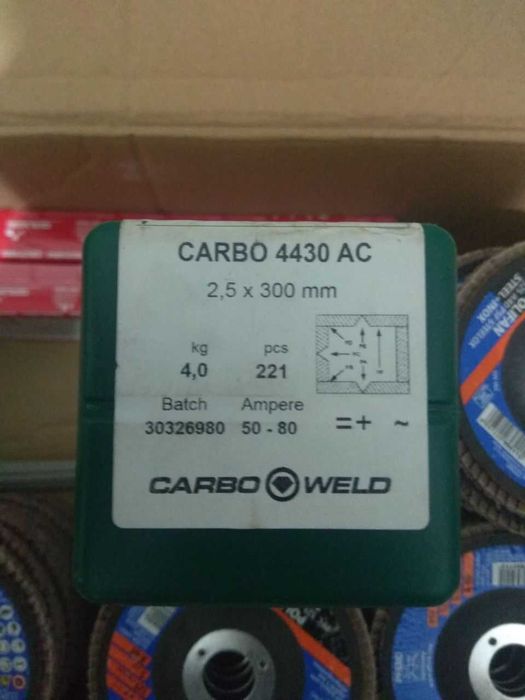 CARBO 4430 AC
2,5 x 300 mm
kg pcs
4,0 221
Batch Ampere
30326980 50 - 80
=+ ~
CARBO WELD